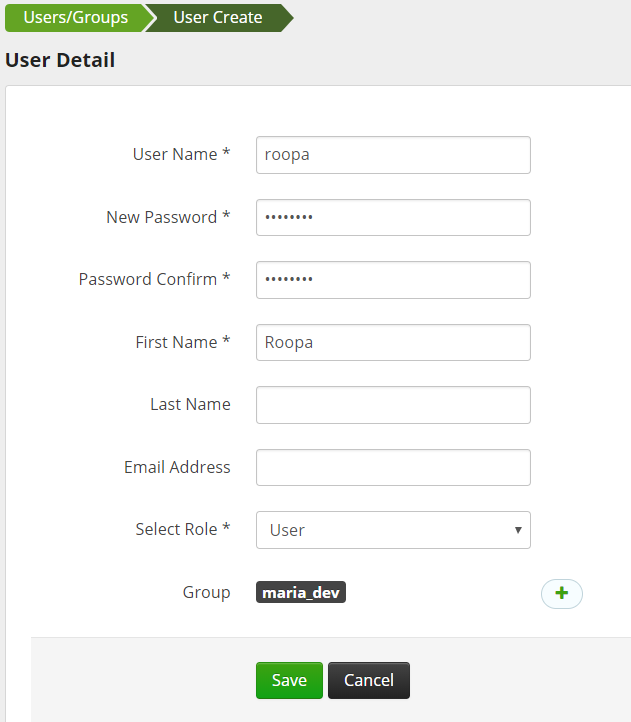 Users/Groups User Create
User Detail
User Name * roopa
New Password * ••••••••
Password Confirm * ••••••••
First Name * Roopa
Last Name
Email Address
Select Role * User
Group maria_dev
Save Cancel